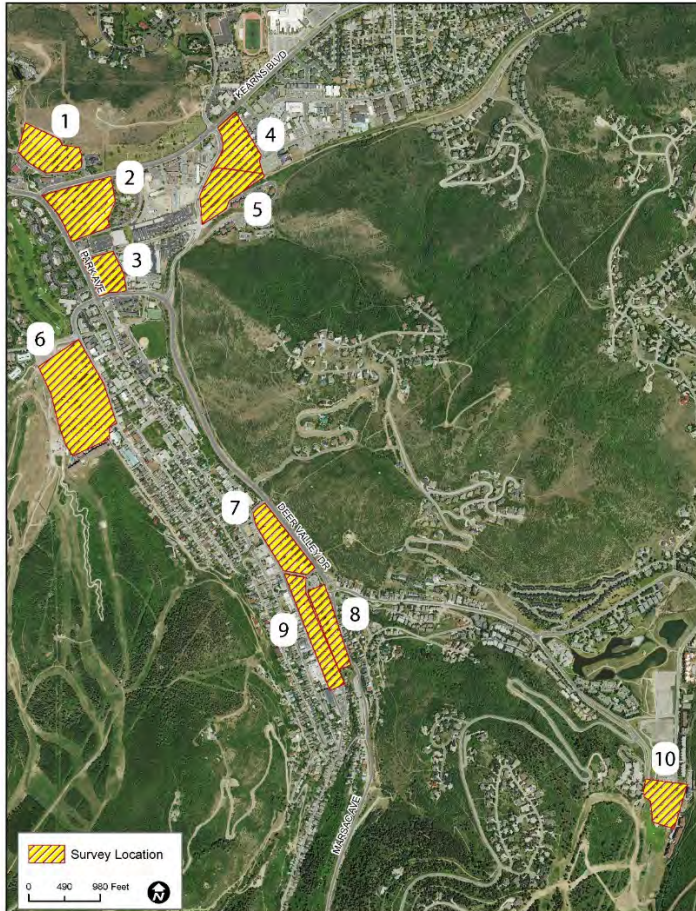 KEARNS BLVD
1
4
2
5
PARK AVE
3
6
7
DEER VALLEY DR
8
9
10
MARSAC AVE
Survey Location
0 490 980 Feet
N